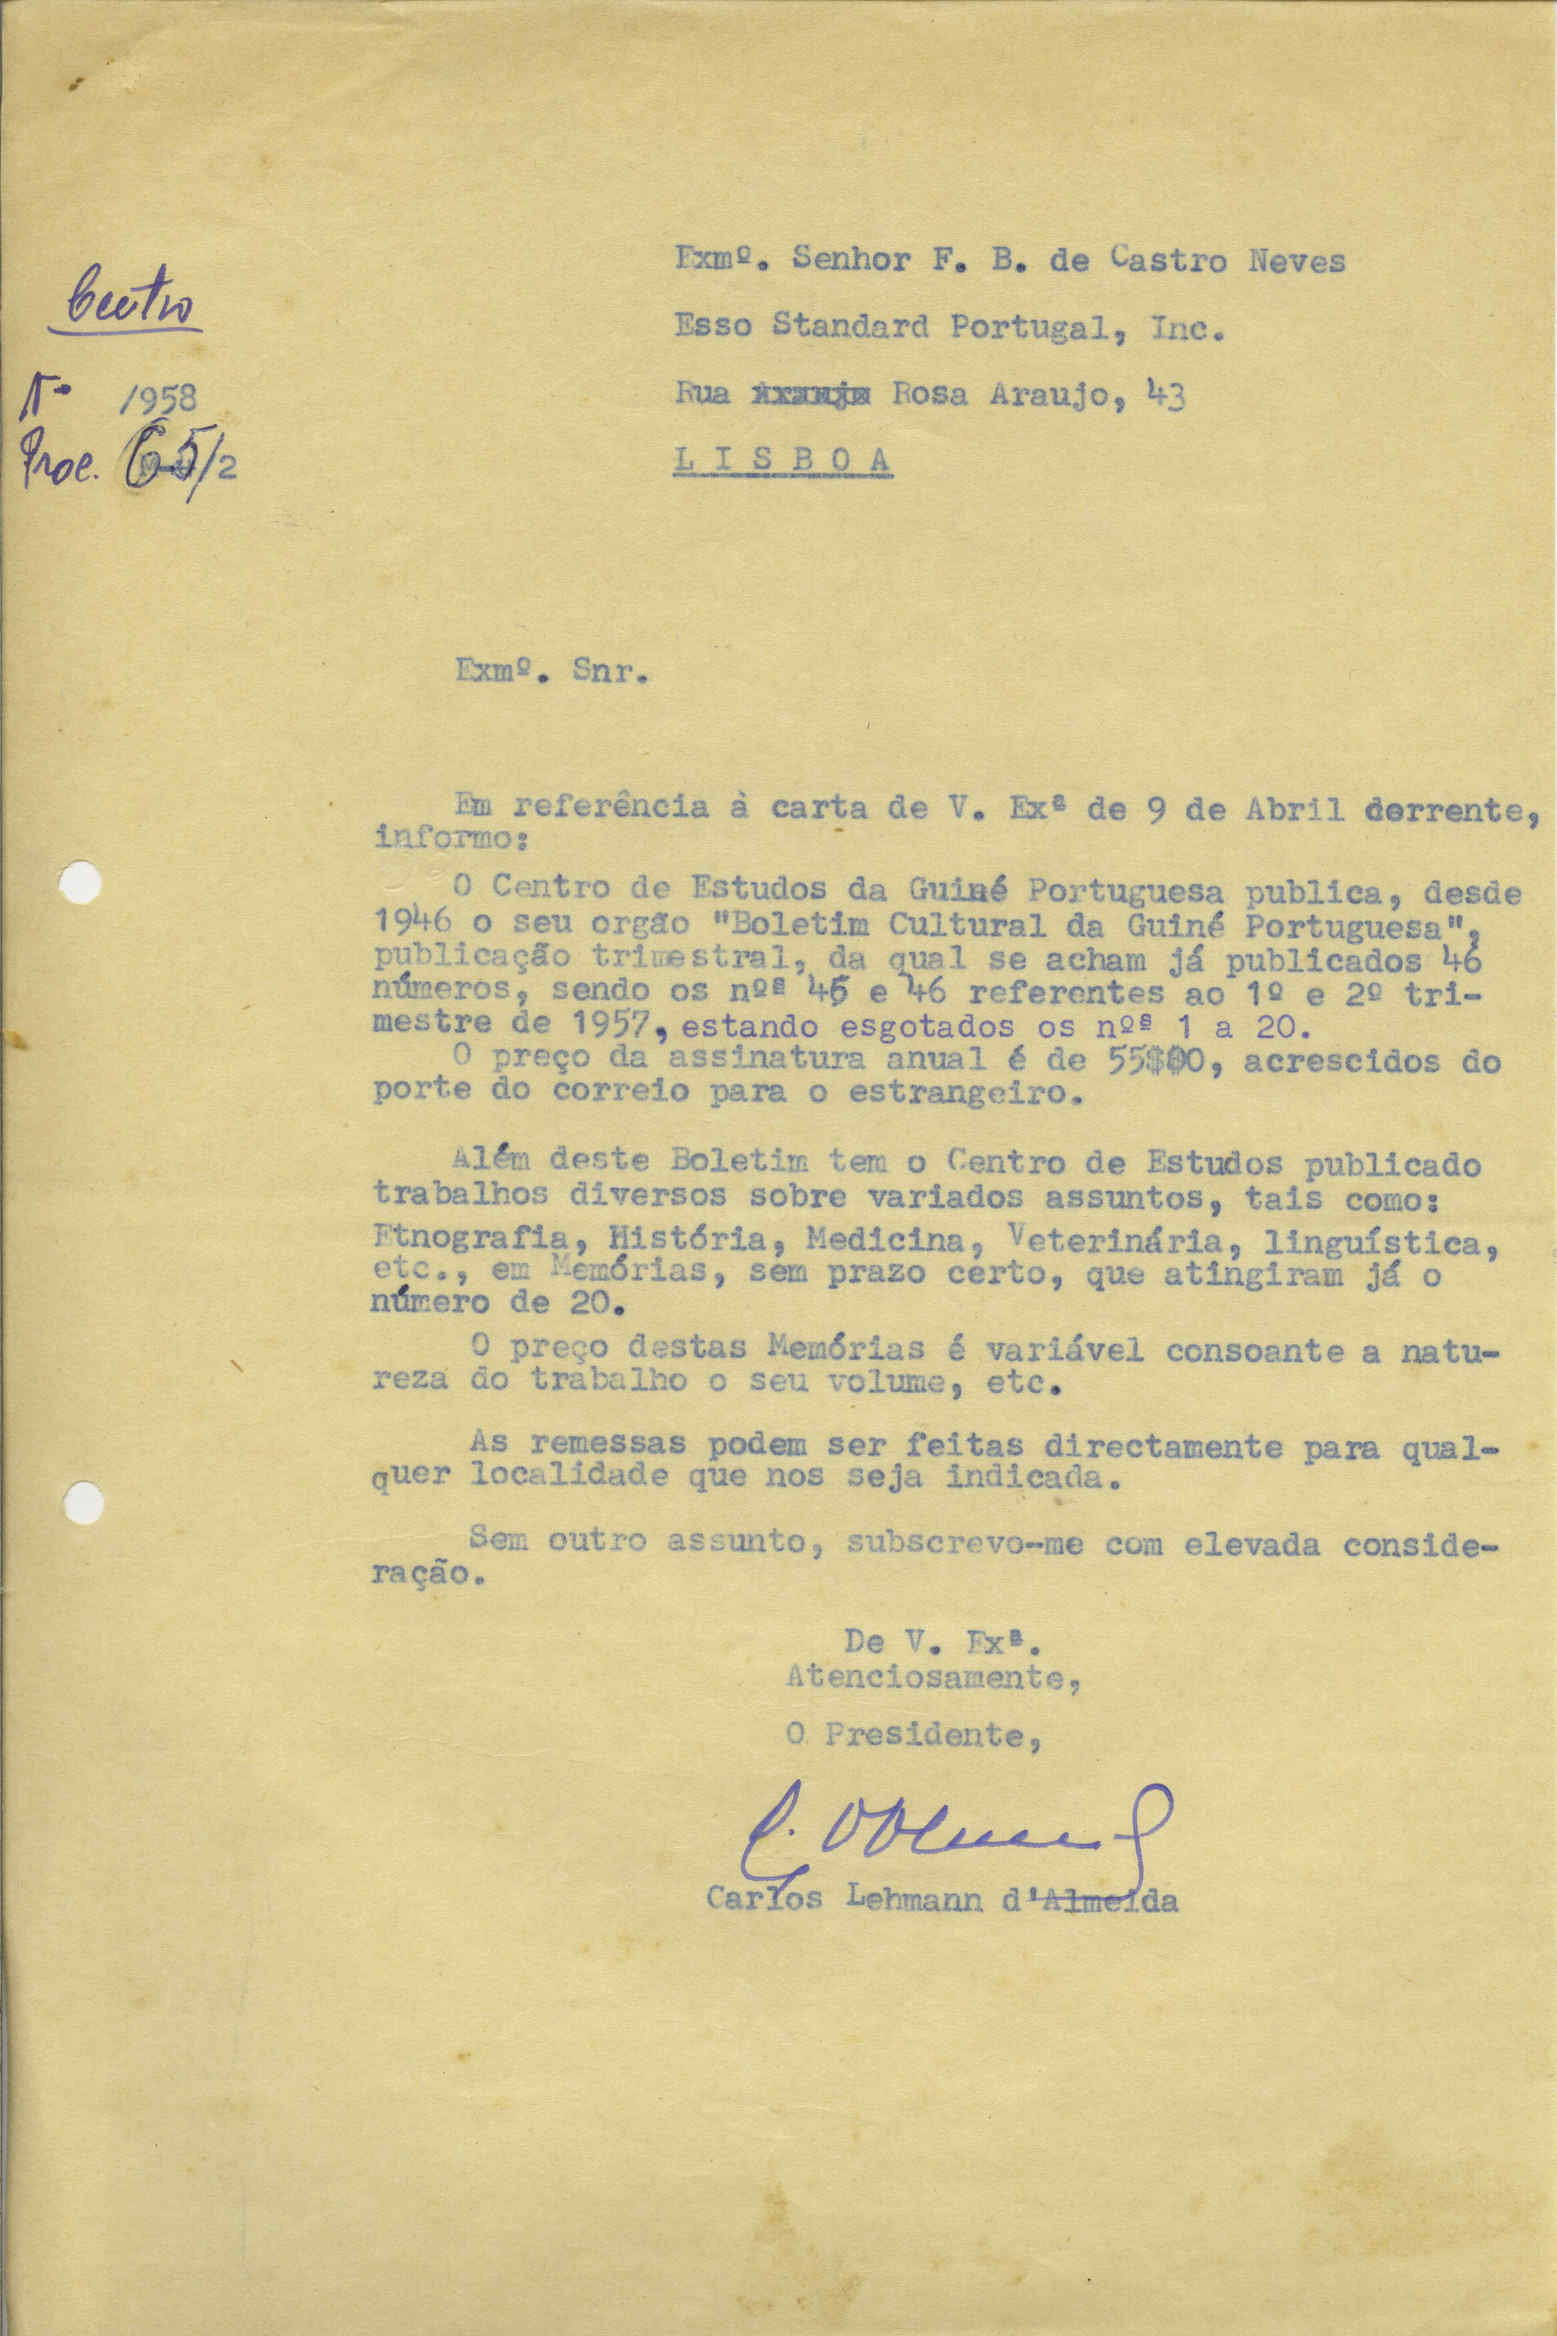 Centro
Nº /1958
Proc. 65/2
Exmº. Senhor F. B. de Castro Neves
Esso Standard Portugal, Inc.
Rua Rosa Araujo, 43
L I S B O A
Exmº. Snr.
Em referência à carta de V. Exª de 9 de Abril corrente,
informo:
O Centro de Estudos da Guiné Portuguesa publica, desde
1946 o seu orgão "Boletim Cultural da Guiné Portuguesa",
publicação trimestral, da qual se acham já publicados 46
números, sendo os nºª 45 e 46 referentes ao 1º e 2º tri-
mestre de 1957, estando esgotados os nºª 1 a 20.
O preço da assinatura anual é de 55$00, acrescidos do
porte do correio para o estrangeiro.
Além deste Boletim tem o Centro de Estudos publicado
trabalhos diversos sobre variados assuntos, tais como:
Etnografia, História, Medicina, Veterinária, linguística,
etc., em Memórias, sem prazo certo, que atingiram já o
número de 20.
O preço destas Memórias é variável consoante a natu-
reza do trabalho o seu volume, etc.
As remessas podem ser feitas directamente para qual-
quer localidade que nos seja indicada.
Sem outro assunto, subscrevo-me com elevada conside-
ração.
De V. Exª.
Atenciosamente,
O Presidente,
Carlos Lehmann d'Almeida